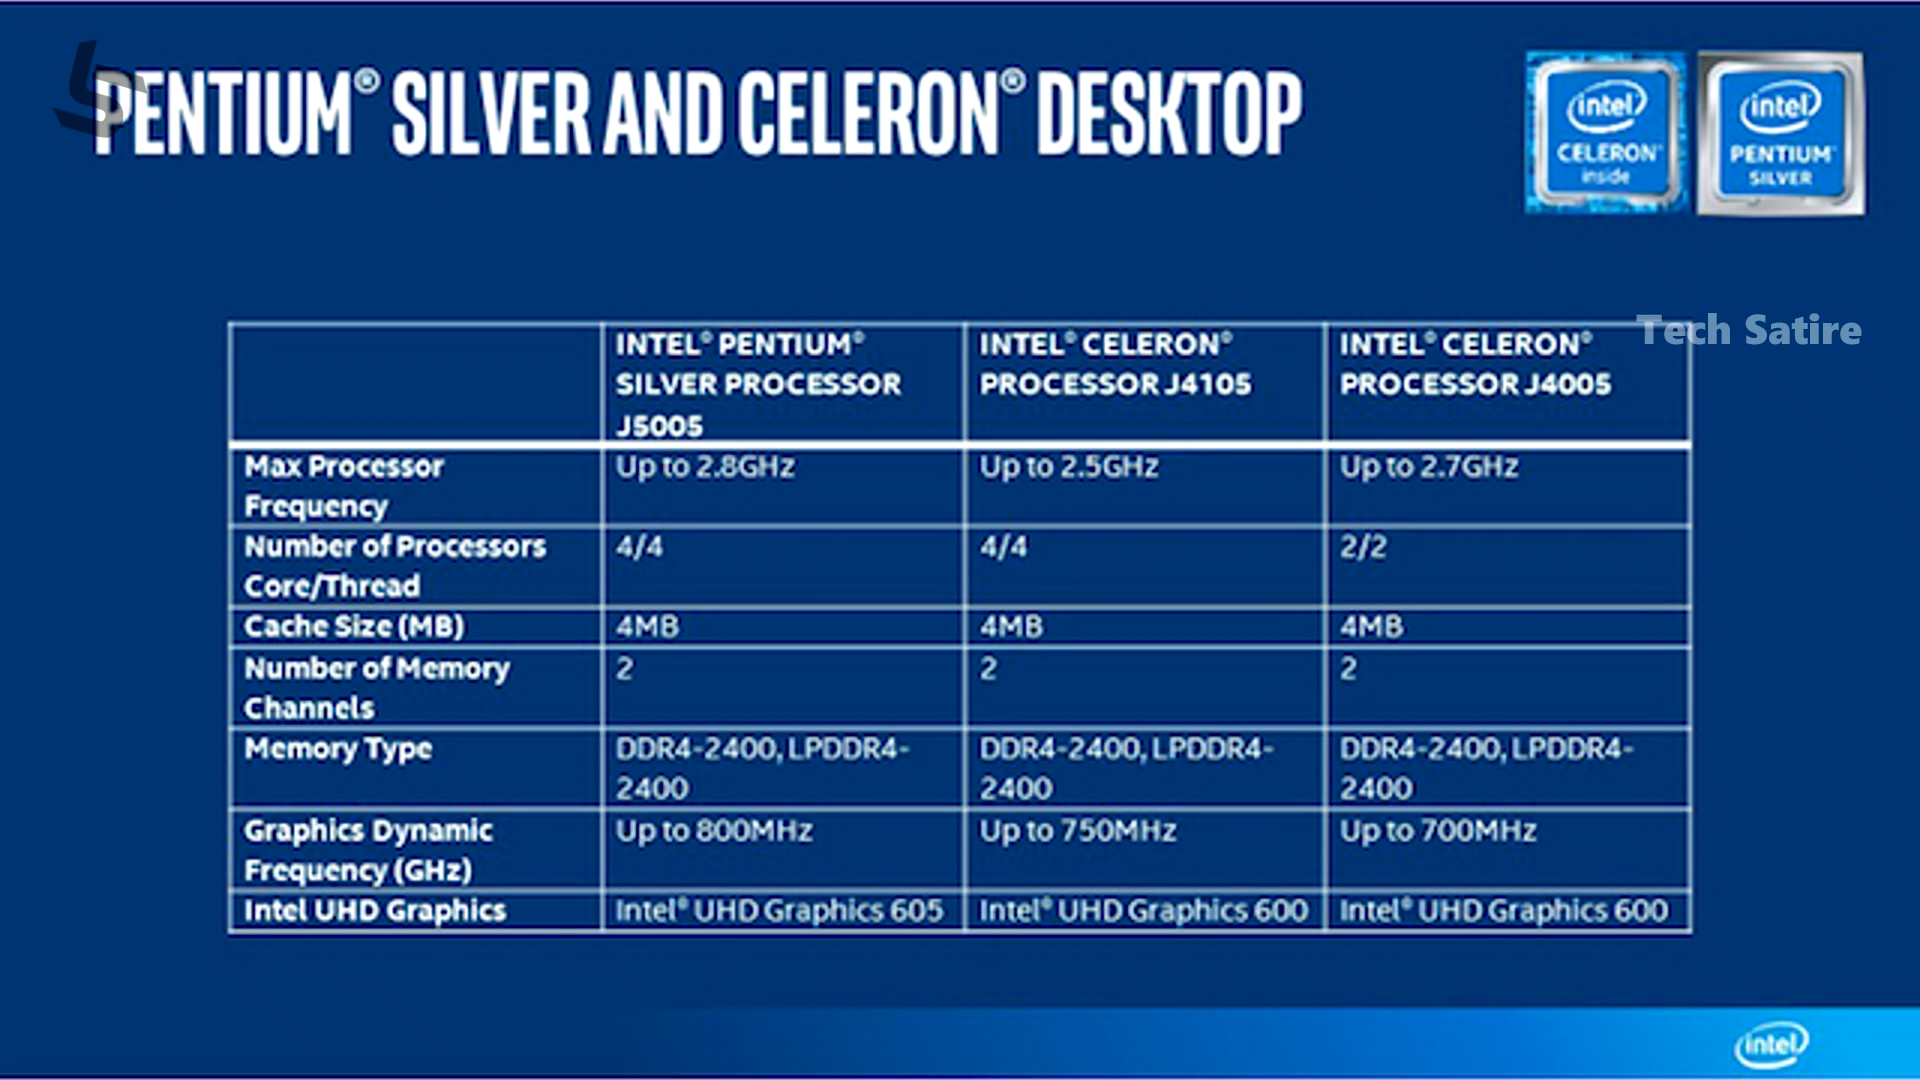 PENTIUM® SILVER AND CELERON® DESKTOP
intel
CELERON®
inside
intel
PENTIUM®
SILVER
Tech Satire
INTEL® PENTIUM® SILVER PROCESSOR J5005
INTEL® CELERON® PROCESSOR J4105
INTEL® CELERON® PROCESSOR J4005
Max Processor Frequency
Up to 2.8GHz
Up to 2.5GHz
Up to 2.7GHz
Number of Processors Core/Thread
4/4
4/4
2/2
Cache Size (MB)
4MB
4MB
4MB
Number of Memory Channels
2
2
2
Memory Type
DDR4-2400, LPDDR4-2400
DDR4-2400, LPDDR4-2400
DDR4-2400, LPDDR4-2400
Graphics Dynamic Frequency (GHz)
Up to 800MHz
Up to 750MHz
Up to 700MHz
Intel UHD Graphics
Intel® UHD Graphics 605
Intel® UHD Graphics 600
Intel® UHD Graphics 600
intel